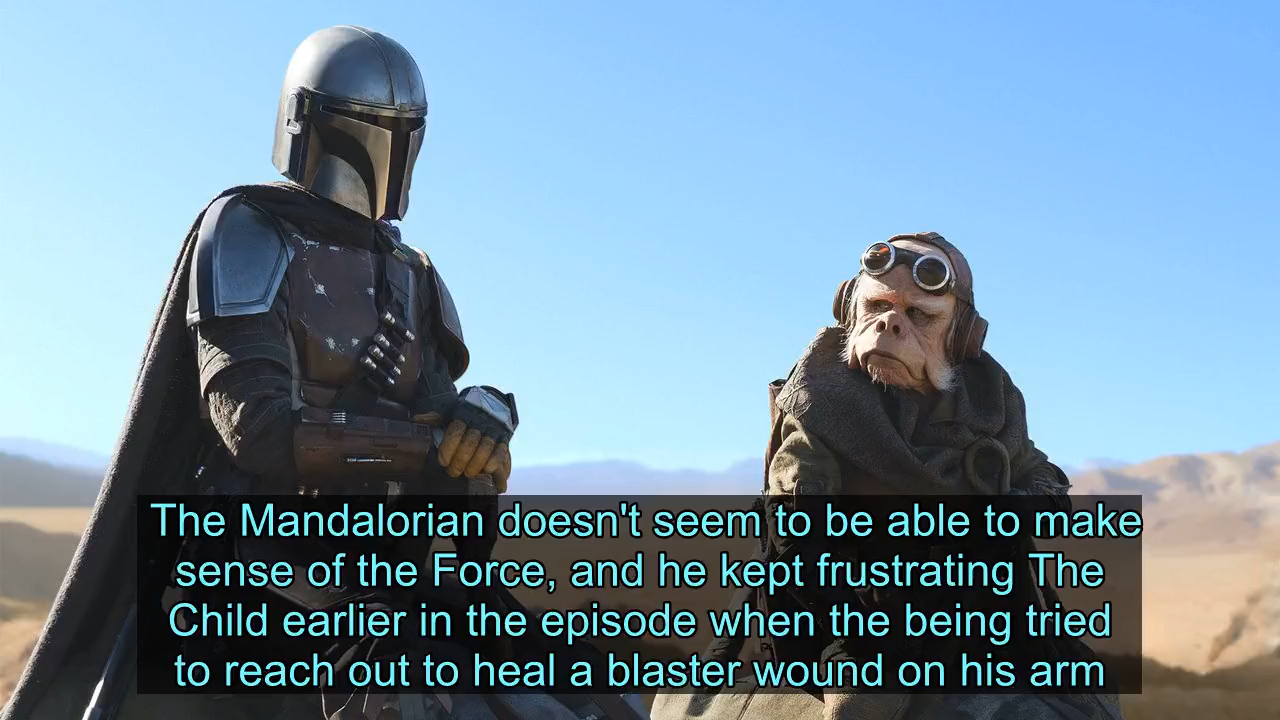 The Mandalorian doesn't seem to be able to make
sense of the Force, and he kept frustrating The
Child earlier in the episode when the being tried
to reach out to heal a blaster wound on his arm